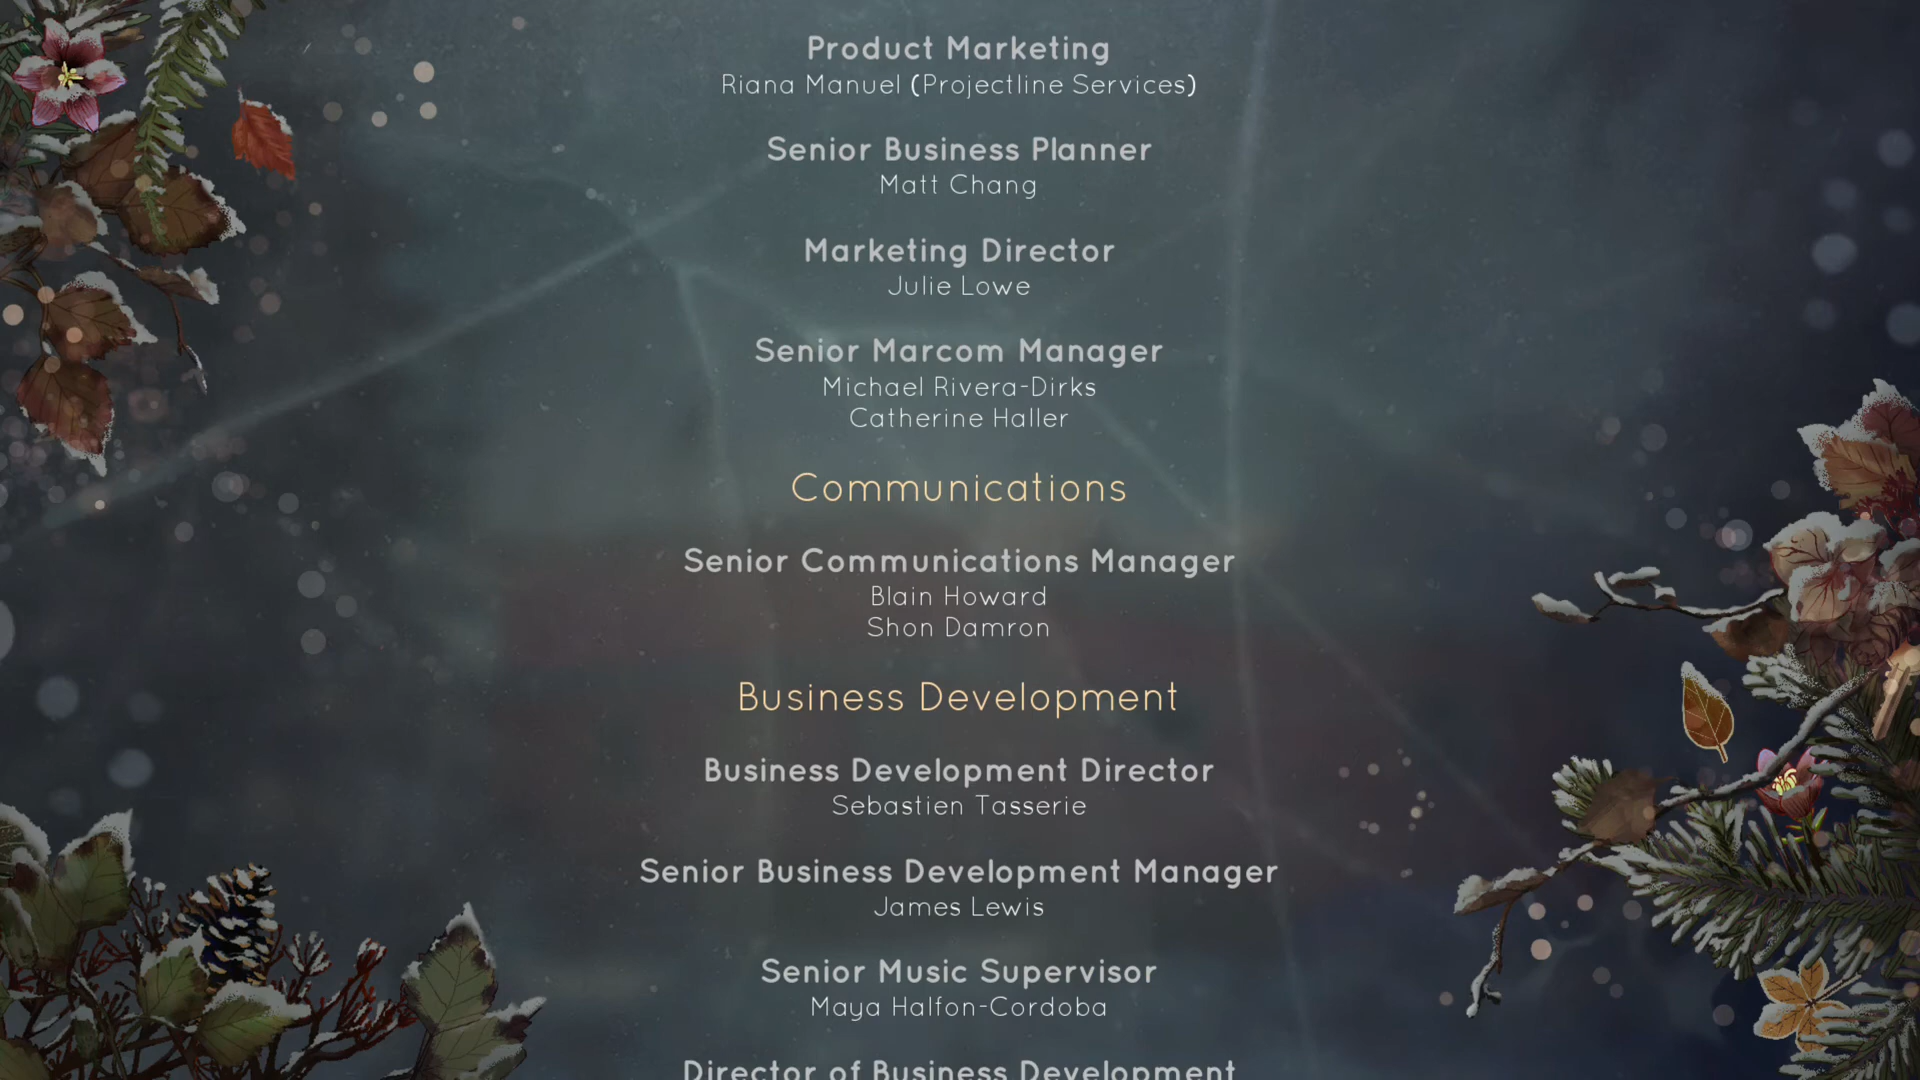 Product Marketing
Riana Manuel (Projectline Services)
Senior Business Planner
Matt Chang
Marketing Director
Julie Lowe
Senior Marcom Manager
Michael Rivera-Dirks
Catherine Haller
Communications
Senior Communications Manager
Blain Howard
Shon Damron
Business Development
Business Development Director
Sebastien Tasserie
Senior Business Development Manager
James Lewis
Senior Music Supervisor
Maya Halfon-Cordoba
Director of Business Development